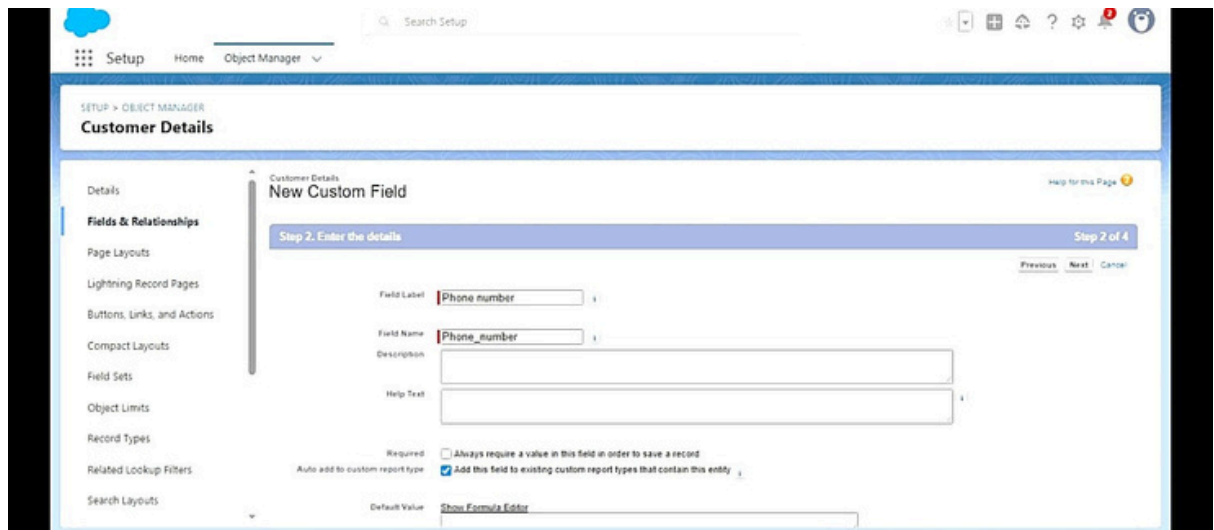 Search Setup
2
Setup Home Object Manager
SETUP > OBJECT MANAGER
Customer Details
Details
Fields & Relationships
Page Layouts
Lightning Record Pages
Buttons, Links, and Actions
Compact Layouts
Field Sets
Object Limits
Record Types
Related Lookup Filters
Search Layouts
Customer Details
New Custom Field
Help for this Page
Step 2. Enter the details Step 2 of 4
Previous Next Cancel
Field Label Phone number
Field Name Phone_number
Description
Help Text
Required Always require a value in this field in order to save a record
Auto add to custom report type Add this field to existing custom report types that contain this entity
Default Value Show Formula Editor